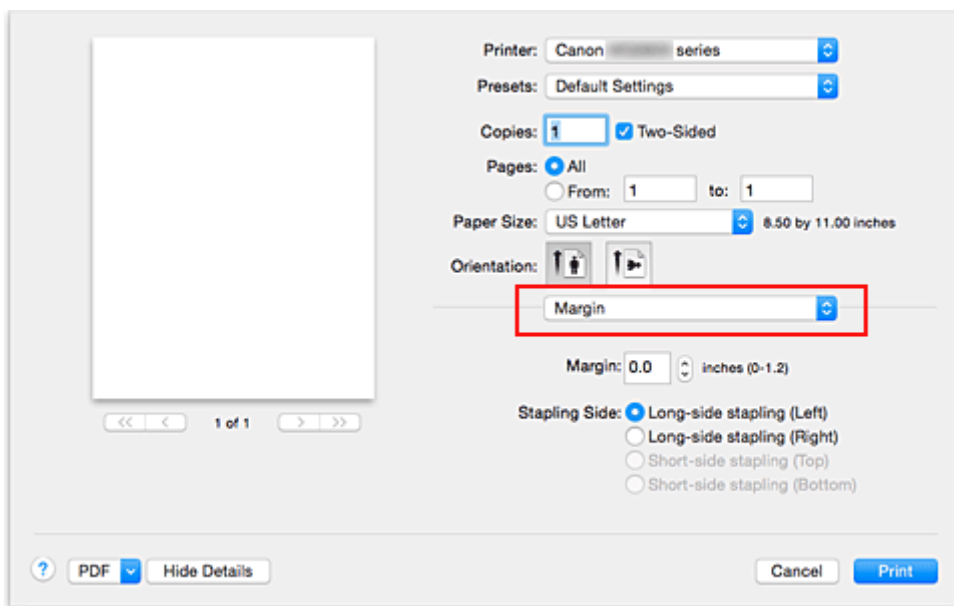 Printer: Canon series
Presets: Default Settings
Copies: 1 Two-Sided
Pages: All
From: 1 to: 1
Paper Size: US Letter 8.50 by 11.00 inches
Orientation:
Margin
Margin: 0.0 inches (0-1.2)
Stapling Side: Long-side stapling (Left)
Long-side stapling (Right)
Short-side stapling (Top)
Short-side stapling (Bottom)
<< < 1 of 1 > >>
? PDF Hide Details Cancel Print